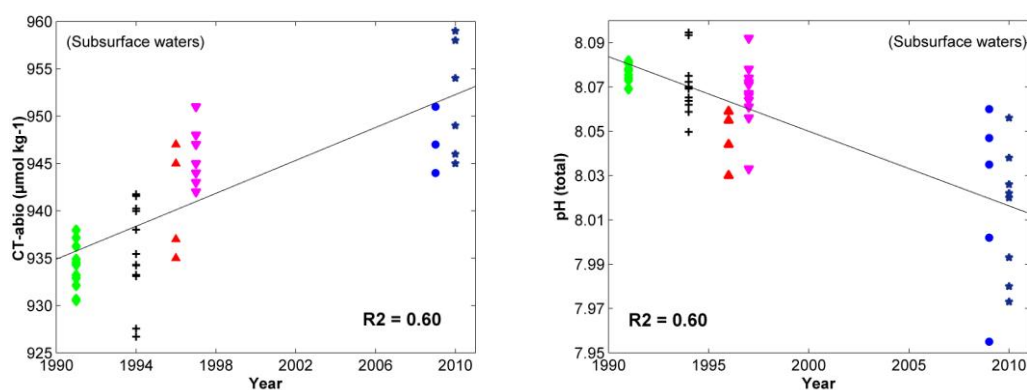 960
(Subsurface waters)
955
950
945
940
935
930
925
CT-abio (µmol kg-1)
R2 = 0.60
1990 1994 1998 2002 2006 2010
Year
8.09
(Subsurface waters)
8.07
8.05
8.03
8.01
7.99
7.97
7.95
pH (total)
R2 = 0.60
1990 1995 2000 2005 2010
Year